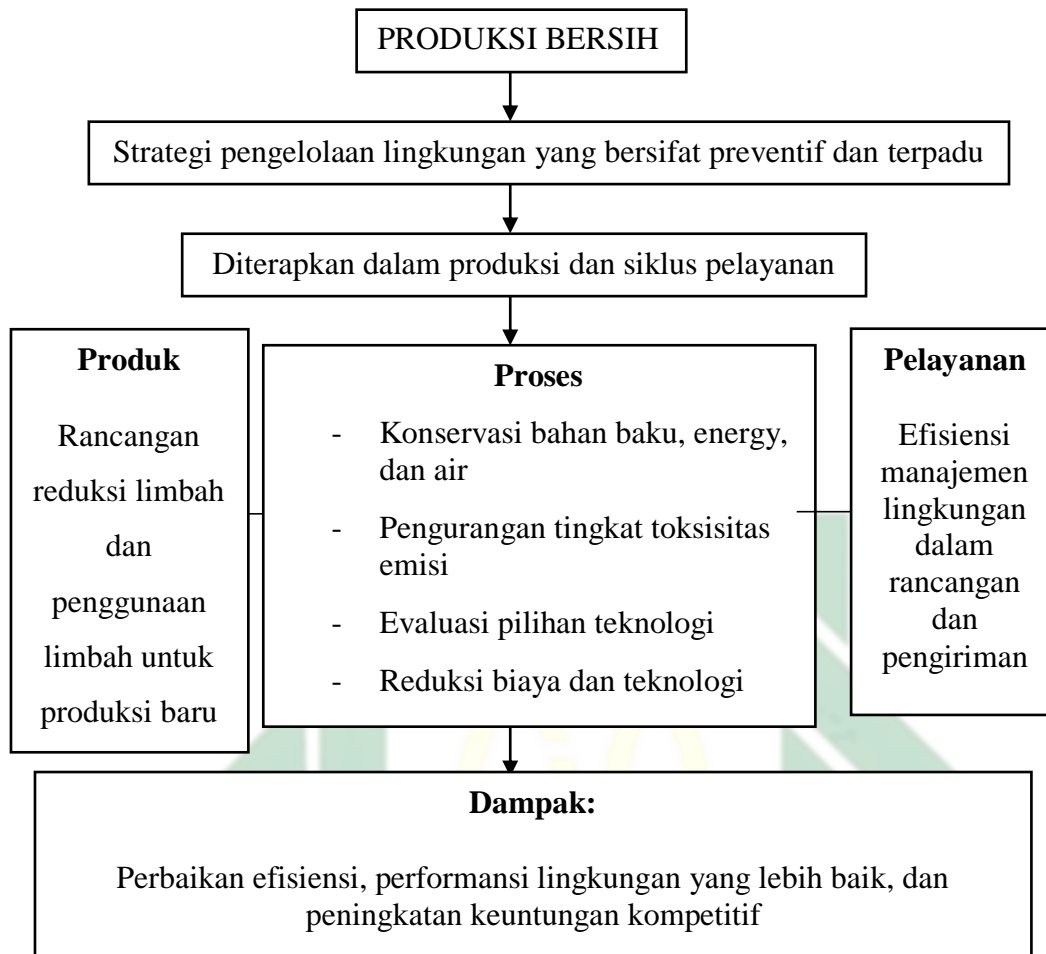 PRODUKSI BERSIH
Strategi pengelolaan lingkungan yang bersifat preventif dan terpadu
Diterapkan dalam produksi dan siklus pelayanan
Produk
Rancangan
reduksi limbah
dan
penggunaan
limbah untuk
produksi baru
Proses
- Konservasi bahan baku, energy,
dan air
- Pengurangan tingkat toksisitas
emisi
- Evaluasi pilihan teknologi
- Reduksi biaya dan teknologi
Pelayanan
Efisiensi
manajemen
lingkungan
dalam
rancangan
dan
pengiriman
Dampak:
Perbaikan efisiensi, performansi lingkungan yang lebih baik, dan
peningkatan keuntungan kompetitif